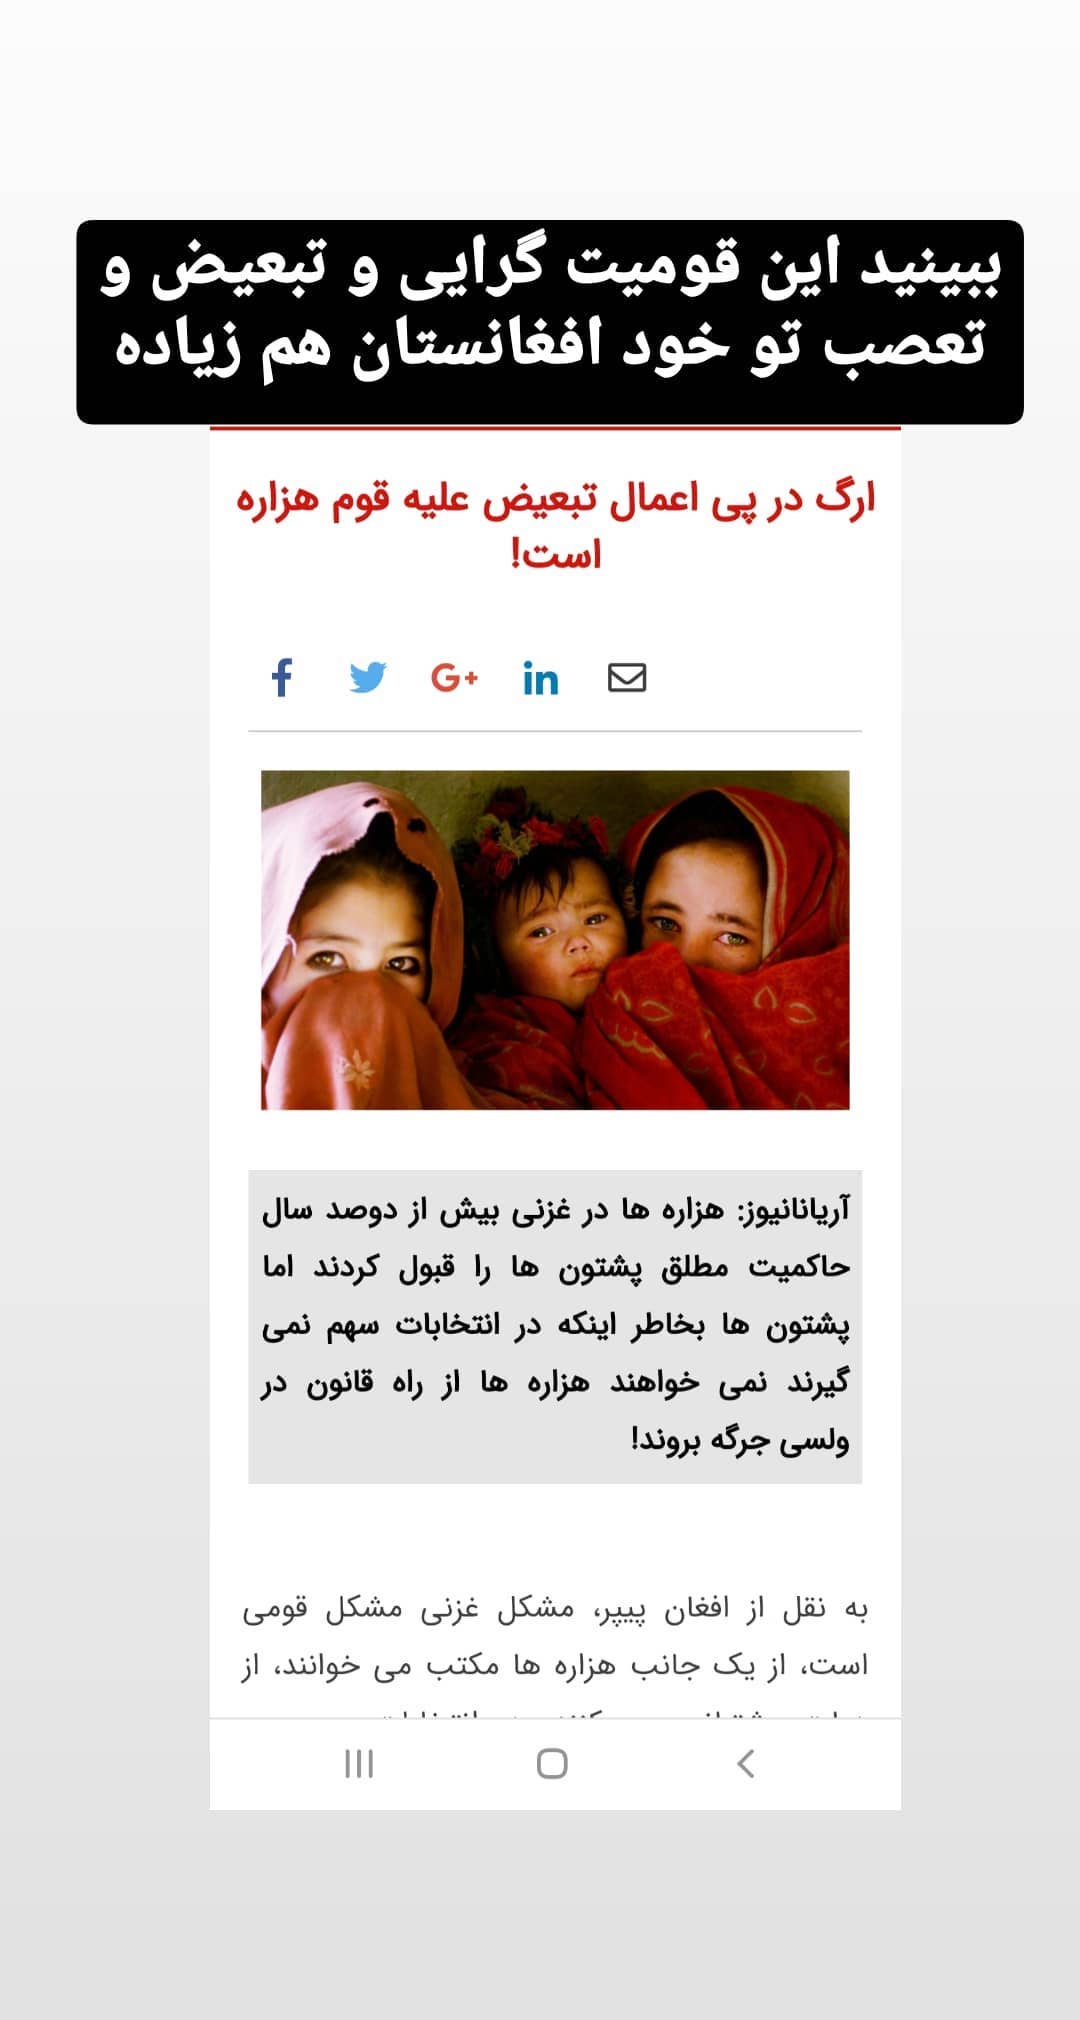 ببینید این قومیت گرایی و تبعیض و
تعصب تو خود افغانستان هم زیاده
ارگ در پی اعمال تبعیض علیه قوم هزاره
است!
f G+ in
آریانانیوز: هزاره ها در غزنی بیش از دوصد سال
حاکمیت مطلق پشتون ها را قبول کردند اما
پشتون ها بخاطر اینکه در انتخابات سهم نمی
گیرند نمی خواهند هزاره ها از راه قانون در
ولسی جرگه بروند!
به نقل از افغان پیپر، مشکل غزنی مشکل قومی
است، از یک جانب هزاره ها مکتب می خوانند، از